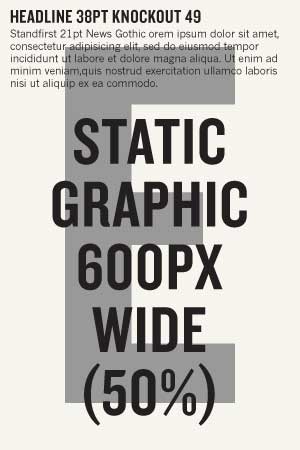 HEADLINE 38PT KNOCKOUT 49
Standfirst 21pt News Gothic orem ipsum dolor sit amet,
consectetur adipisicing elit, sed do eiusmod tempor
incididunt ut labore et dolore magna aliqua. Ut enim ad
minim veniam,quis nostrud exercitation ullamco laboris
nisi ut aliquip ex ea commodo.
E
STATIC
GRAPHIC
600PX
WIDE
(50%)